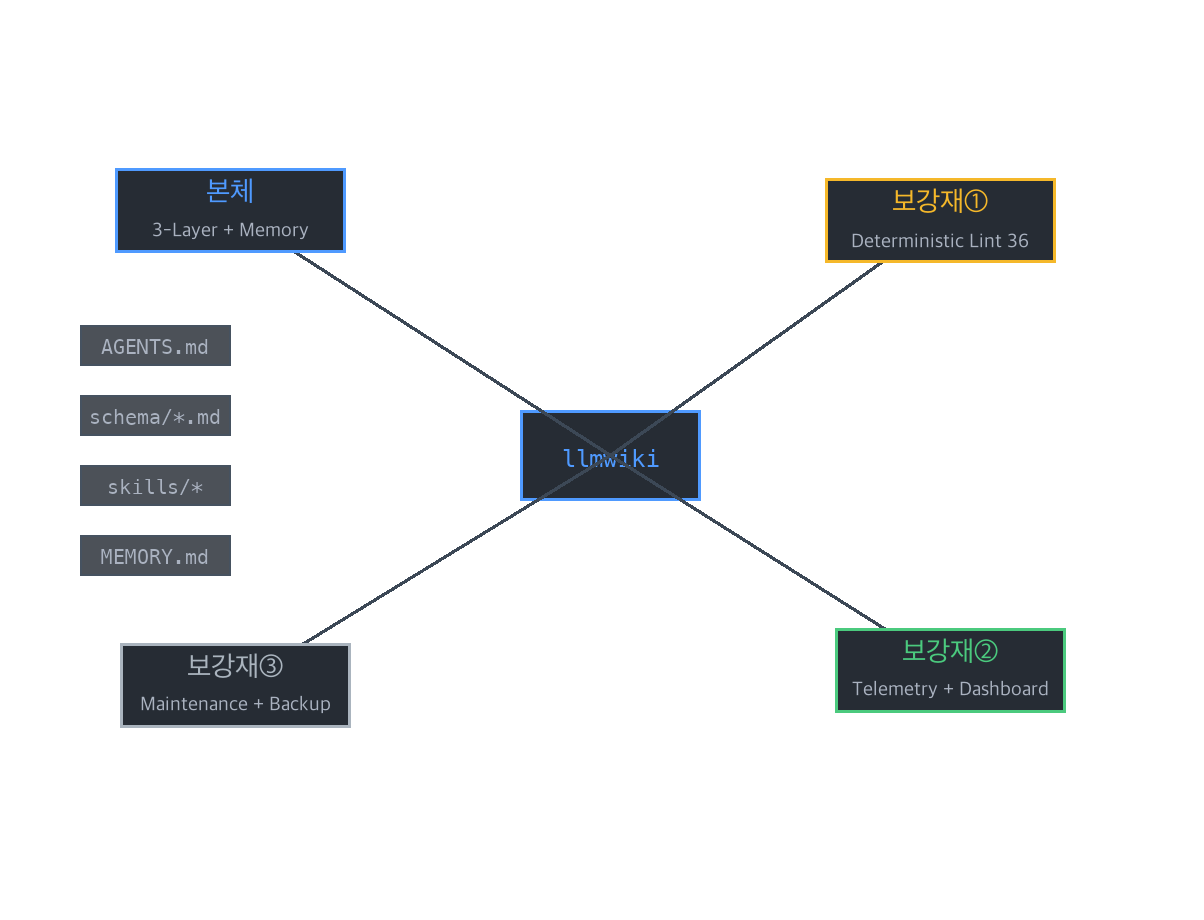 본체
3-Layer + Memory
보강재①
Deterministic Lint 36
AGENTS.md
schema/*.md
skills/*
MEMORY.md
llmwiki
보강재③
Maintenance + Backup
보강재②
Telemetry + Dashboard